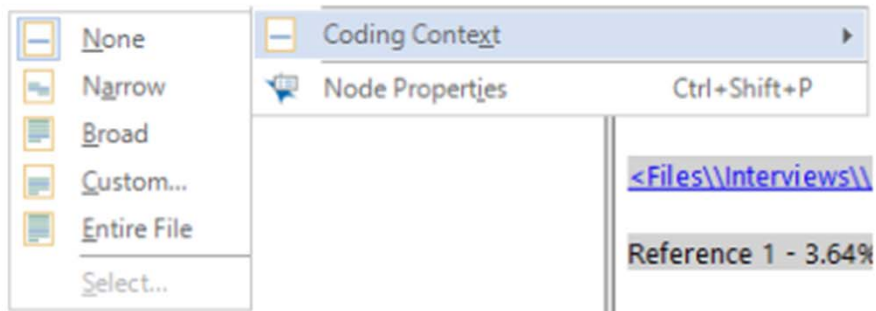 None
Narrow
Broad
Custom...
Entire File
Select...
Coding Context
Node Properties Ctrl+Shift+P
<Files\\Interviews\\
Reference 1 - 3.64%